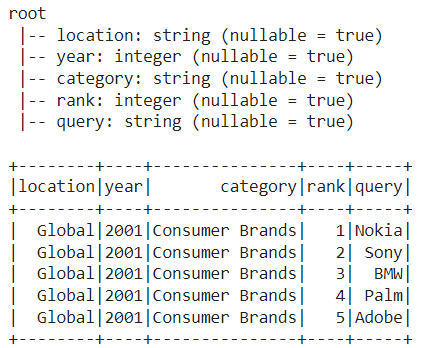 root
 |-- location: string (nullable = true)
 |-- year: integer (nullable = true)
 |-- category: string (nullable = true)
 |-- rank: integer (nullable = true)
 |-- query: string (nullable = true)

+--------+----+---------------+----+-----+
|location|year|       category|rank|query|
+--------+----+---------------+----+-----+
|  Global|2001|Consumer Brands|   1|Nokia|
|  Global|2001|Consumer Brands|   2| Sony|
|  Global|2001|Consumer Brands|   3|  BMW|
|  Global|2001|Consumer Brands|   4| Palm|
|  Global|2001|Consumer Brands|   5|Adobe|
+--------+----+---------------+----+-----+